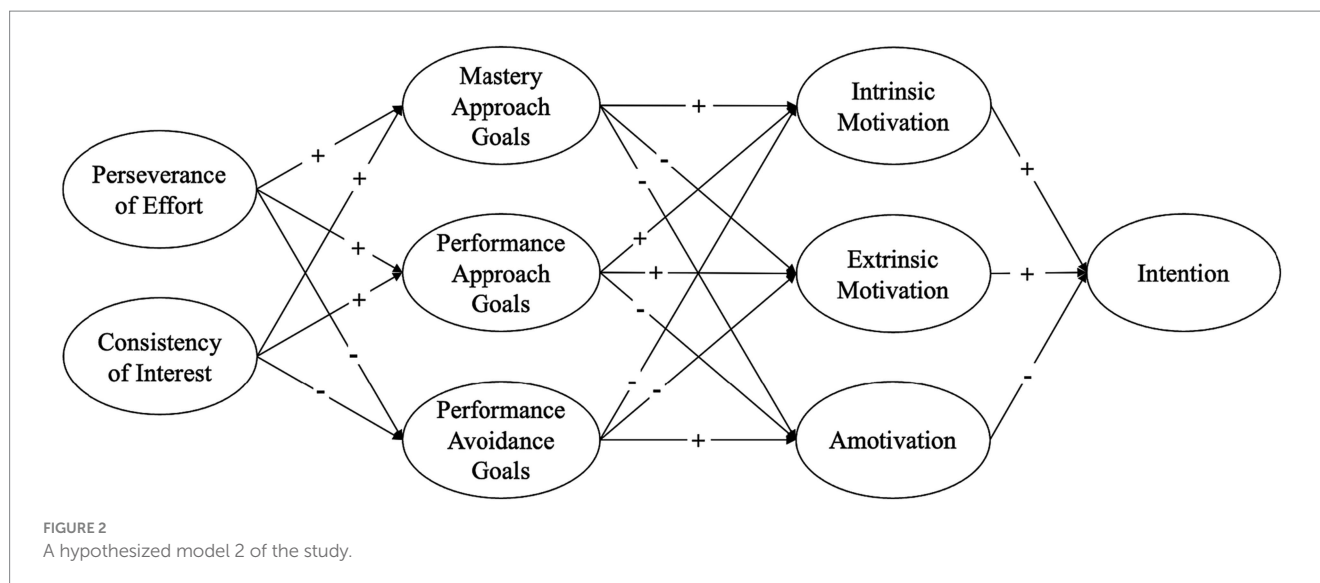 Mastery
Approach
Goals
Intrinsic
Motivation
+
+
-
-
+
+
Perseverance
of Effort
+
+
+
-
-
Performance
Approach
Goals
+
+
-
Extrinsic
Motivation
+
Intention
Consistency
of Interest
-
-
+
Performance
Avoidance
Goals
Amotivation
-
FIGURE 2
A hypothesized model 2 of the study.